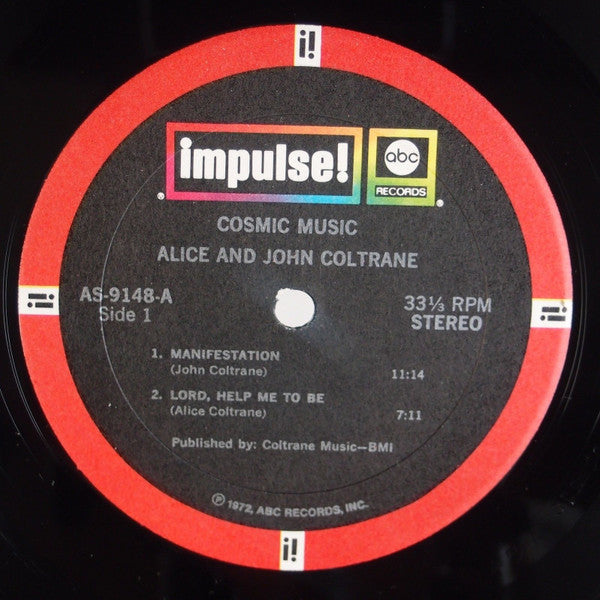 i!
impulse!
abc
RECORDS
COSMIC MUSIC
ALICE AND JOHN COLTRANE
i!
AS-9148-A
Side 1
33⅓ RPM
STEREO
i!
1. MANIFESTATION
(John Coltrane) 11:14
2. LORD, HELP ME TO BE
(Alice Coltrane) 7:11
Published by: Coltrane Music—BMI
Ⓟ 1972, ABC RECORDS, INC.
i!